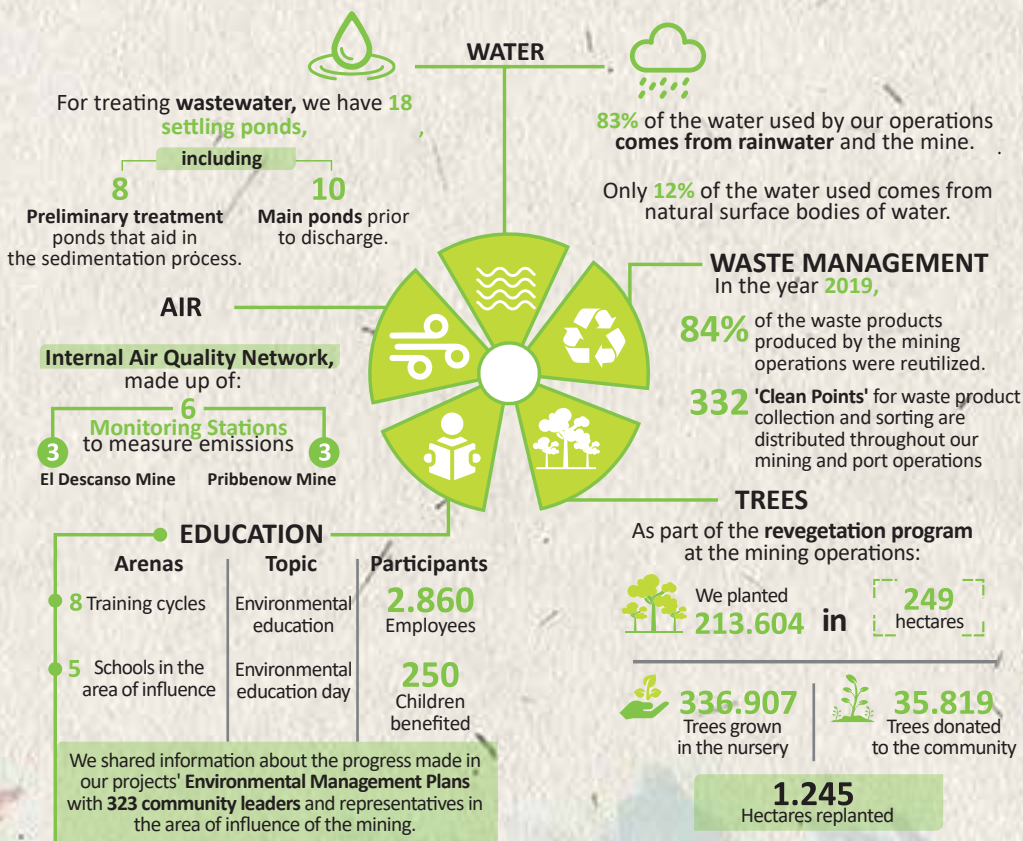 WATER
For treating wastewater, we have 18
settling ponds,
,
including
8
Preliminary treatment
ponds that aid in
the sedimentation process.
10
Main ponds prior
to discharge.
83% of the water used by our operations
comes from rainwater and the mine.
.
Only 12% of the water used comes from
natural surface bodies of water.
WASTE MANAGEMENT
In the year 2019,
84% of the waste products
produced by the mining
operations were reutilized.
332 'Clean Points' for waste product
collection and sorting are
distributed throughout our
mining and port operations
AIR
Internal Air Quality Network,
made up of:
6
Monitoring Stations
to measure emissions
3
El Descanso Mine
3
Pribbenow Mine
TREES
As part of the revegetation program
at the mining operations:
We planted
213.604 in
249
hectares
336.907
Trees grown
in the nursery
35.819
Trees donated
to the community
1.245
Hectares replanted
EDUCATION
Arenas Topic Participants
8 Training cycles
Environmental
education
2.860
Employees
5 Schools in the
area of influence
Environmental
education day
250
Children
benefited
We shared information about the progress made in
our projects' Environmental Management Plans
with 323 community leaders and representatives in
the area of influence of the mining.